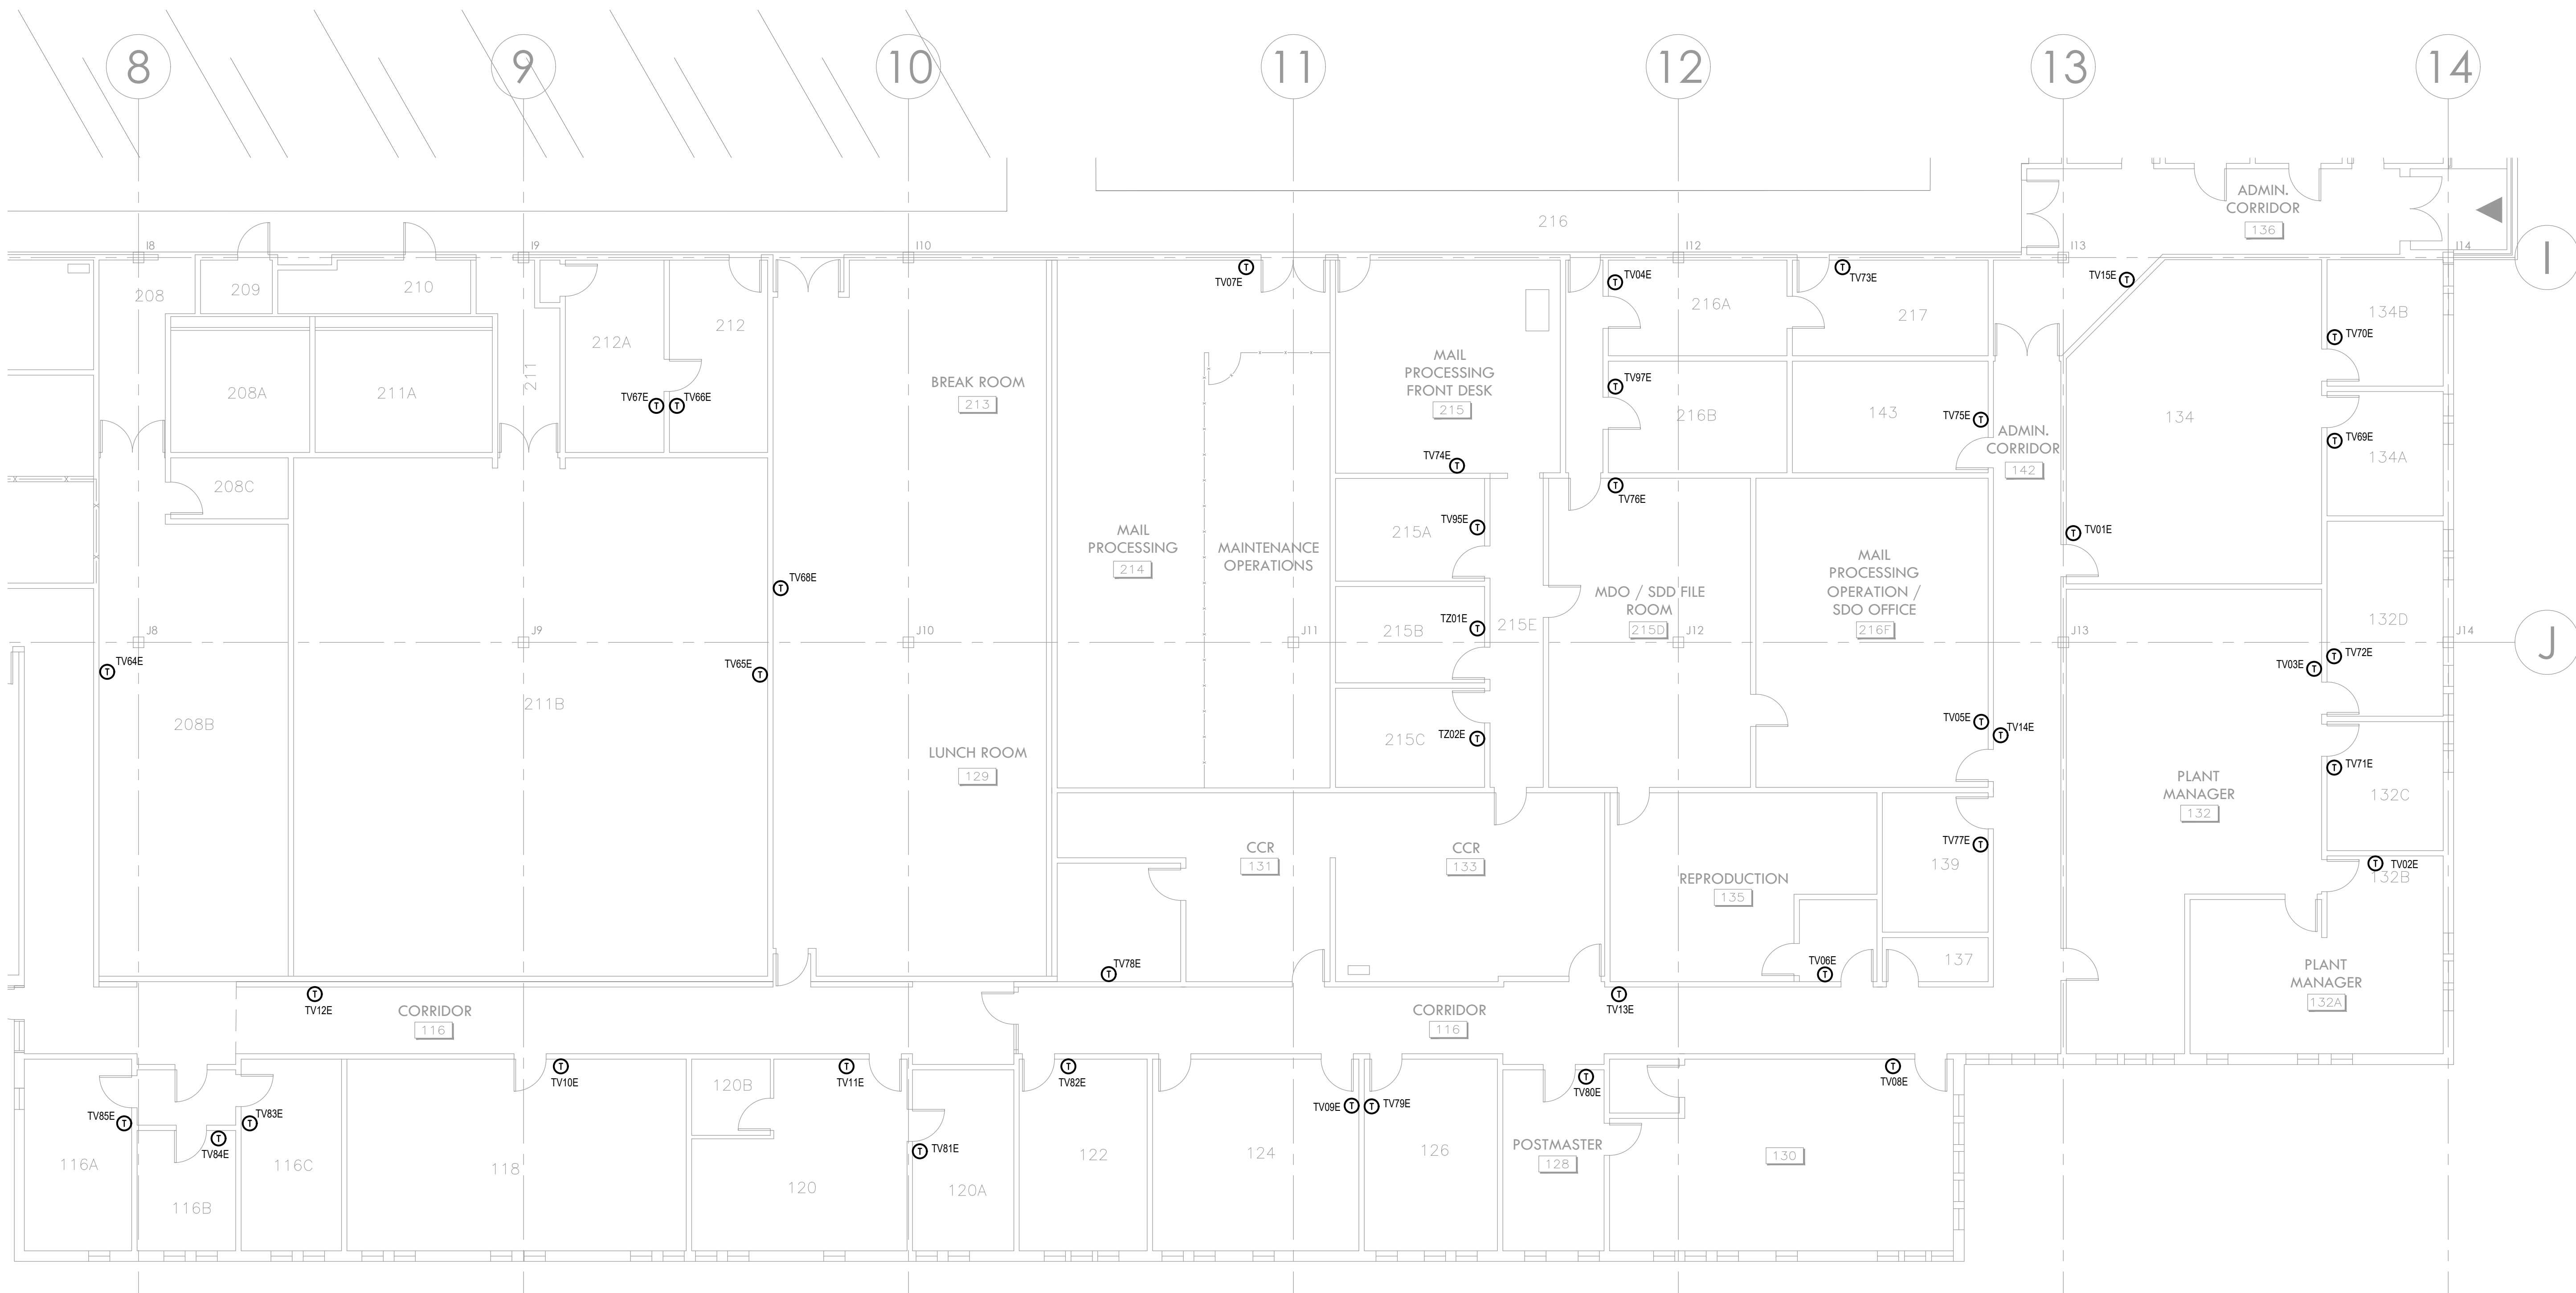 8
9
10
11
12
13
14
ADMIN.
CORRIDOR
136
216
I8
I9
I10
I12
I13
I14
I
TV07E
TV04E
TV73E
TV15E
208
209
210
212A
212
216A
217
134B
TV70E
211
208A
211A
TV67E
TV66E
BREAK ROOM
213
MAIL
PROCESSING
FRONT DESK
215
TV97E
216B
143
TV75E
ADMIN.
CORRIDOR
142
134
TV69E
134A
TV74E
208C
TV76E
MAIL
PROCESSING
214
MAINTENANCE
OPERATIONS
215A
TV95E
TV01E
MAIL
PROCESSING
OPERATION /
SDO OFFICE
216F
MDO / SDD FILE
ROOM
215D
TV68E
215B
TZ01E
215E
132D
J8
J9
J10
J11
J12
J13
J14
J
TV64E
TV65E
TV03E
TV72E
208B
211B
215C
TZ02E
TV05E
TV14E
LUNCH ROOM
129
PLANT
MANAGER
132
TV71E
132C
CCR
131
CCR
133
REPRODUCTION
135
TV77E
139
TV02E
132B
TV78E
TV06E
137
PLANT
MANAGER
132A
TV12E
CORRIDOR
116
CORRIDOR
116
TV13E
TV10E
120B
TV11E
TV82E
TV80E
TV08E
TV85E
TV83E
TV84E
TV09E
TV79E
TV81E
116A
116B
116C
118
120
120A
122
124
126
POSTMASTER
128
130